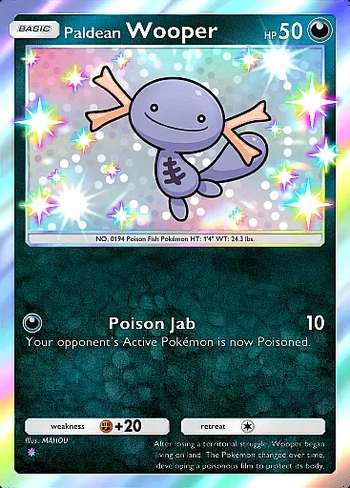 BASIC Paldean Wooper HP 50
NO. 0194 Poison Fish Pokémon HT: 1'4" WT: 24.3 lbs.
Poison Jab 10
Your opponent's Active Pokémon is now Poisoned.
weakness +20 retreat
Illus. MAHOU
After losing a territorial struggle, Wooper began
living on land. The Pokémon changed over time,
developing a poisonous film to protect its body.